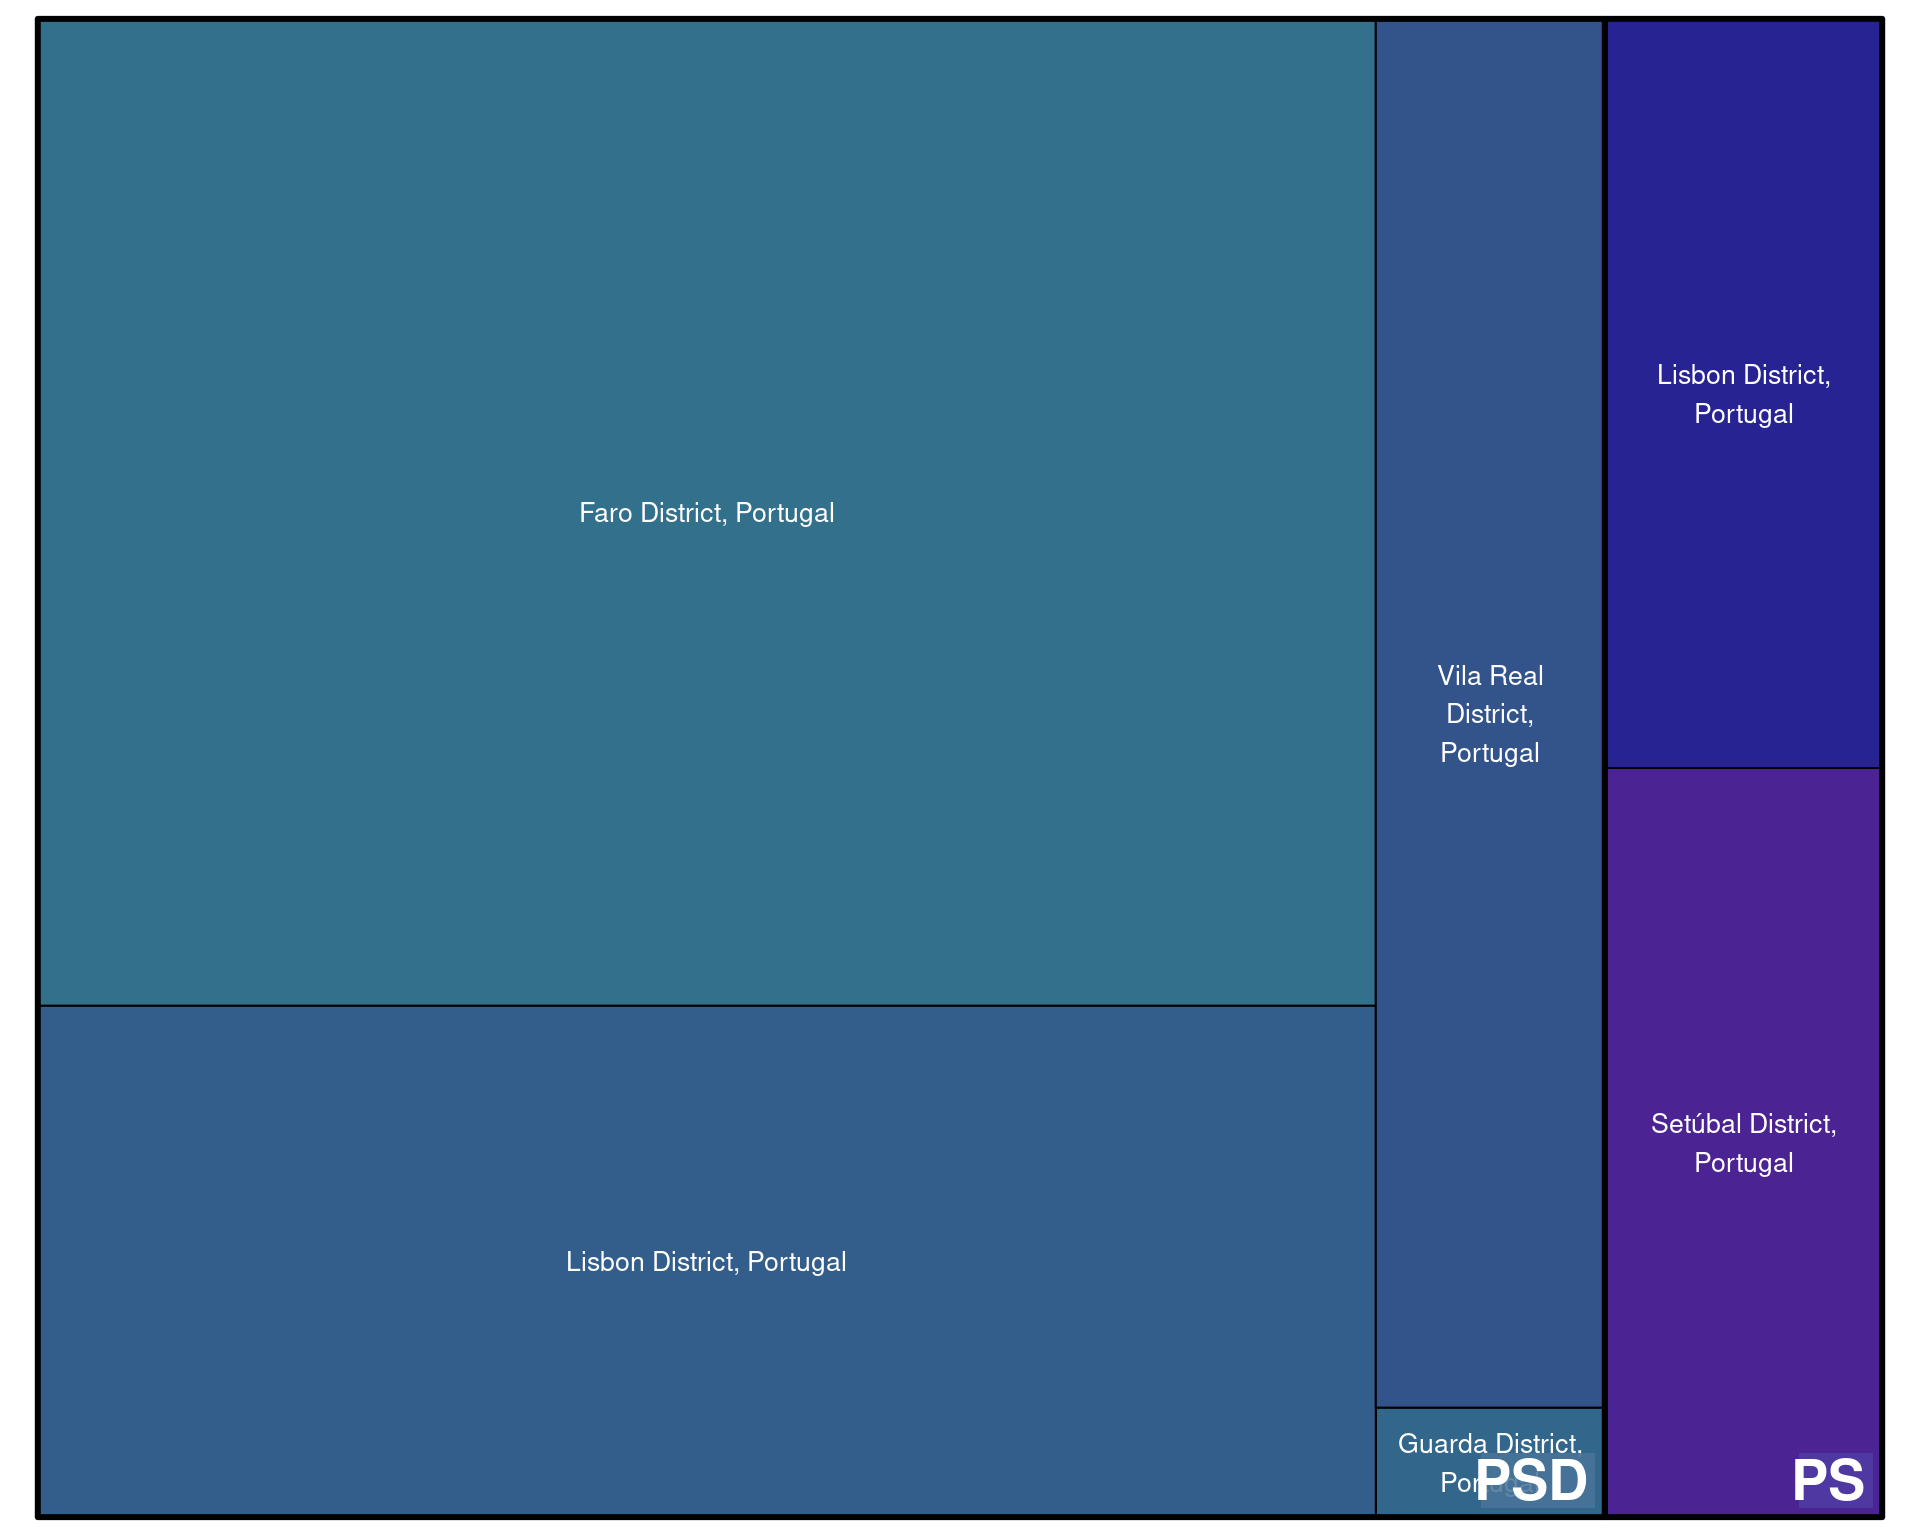 Faro District, Portugal
Lisbon District, Portugal
Vila Real
District,
Portugal
Guarda District,
PSD
Lisbon District,
Portugal
Setúbal District,
Portugal
PS